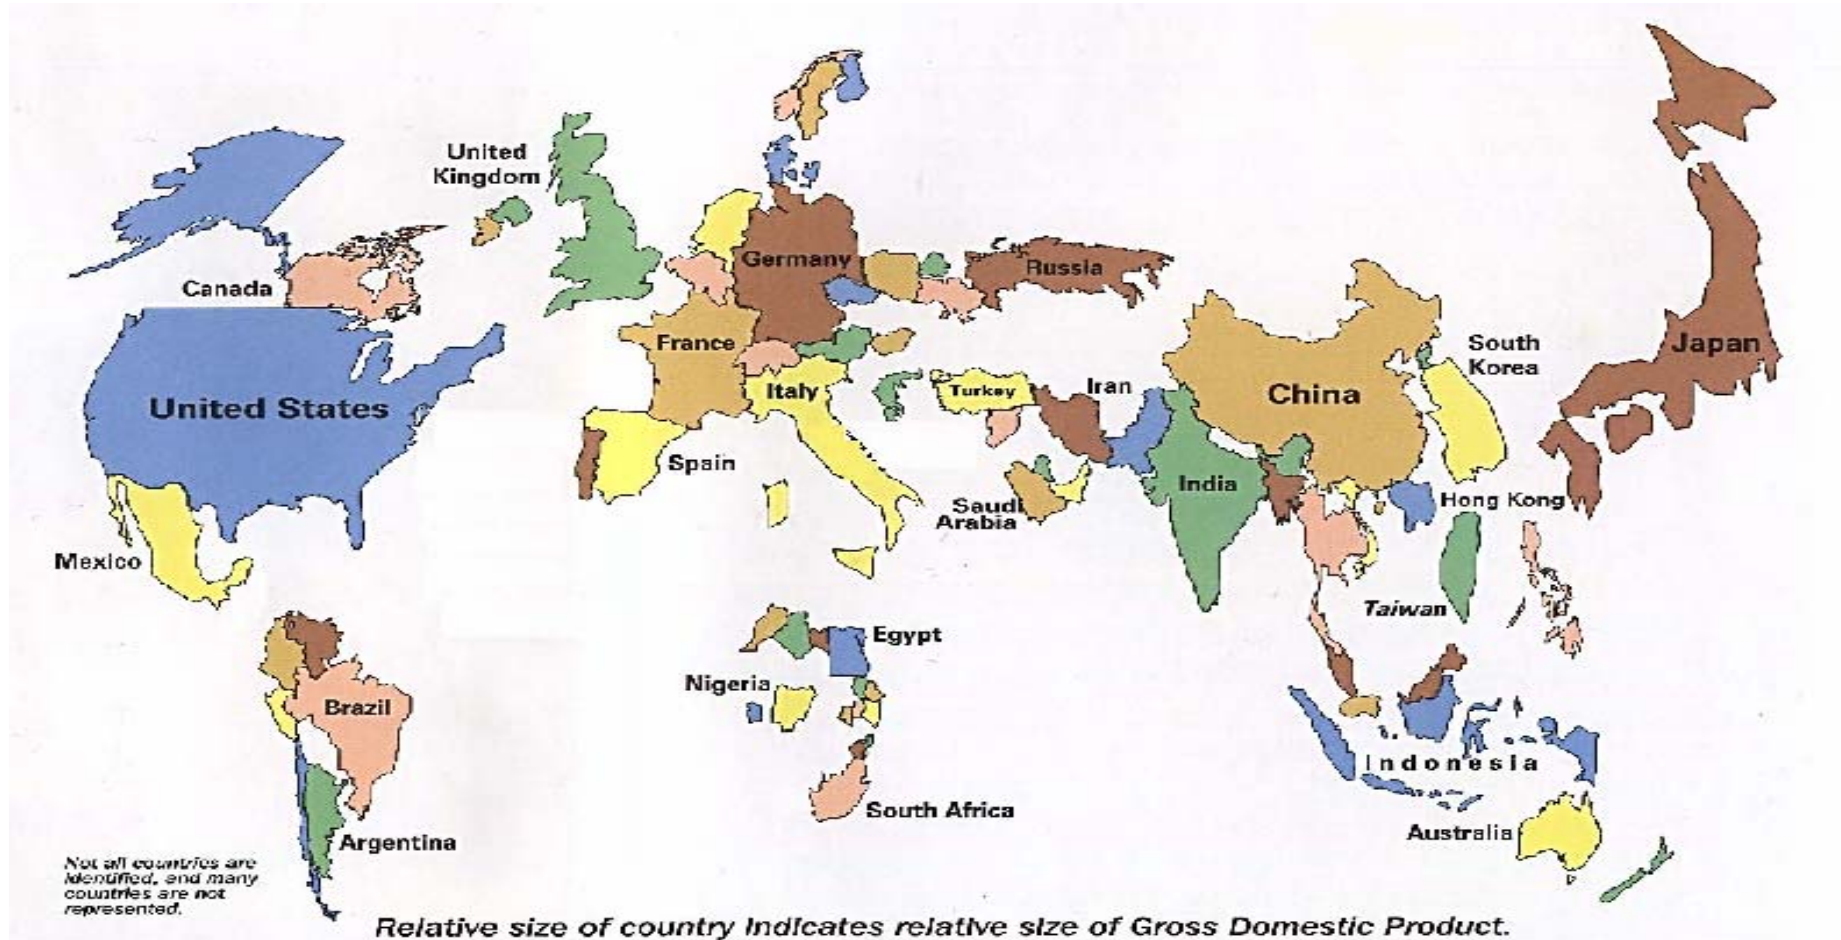 United
Kingdom
Canada
Germany
Russia
France
South
Korea
Japan
Italy
Turkey
Iran
China
United States
Spain
India
Hong Kong
Saudi
Arabia
Mexico
Taiwan
Egypt
Nigeria
Brazil
Indonesia
South Africa
Australia
Argentina
Not all countries are
identified, and many
countries are not
represented.
Relative size of country indicates relative size of Gross Domestic Product.